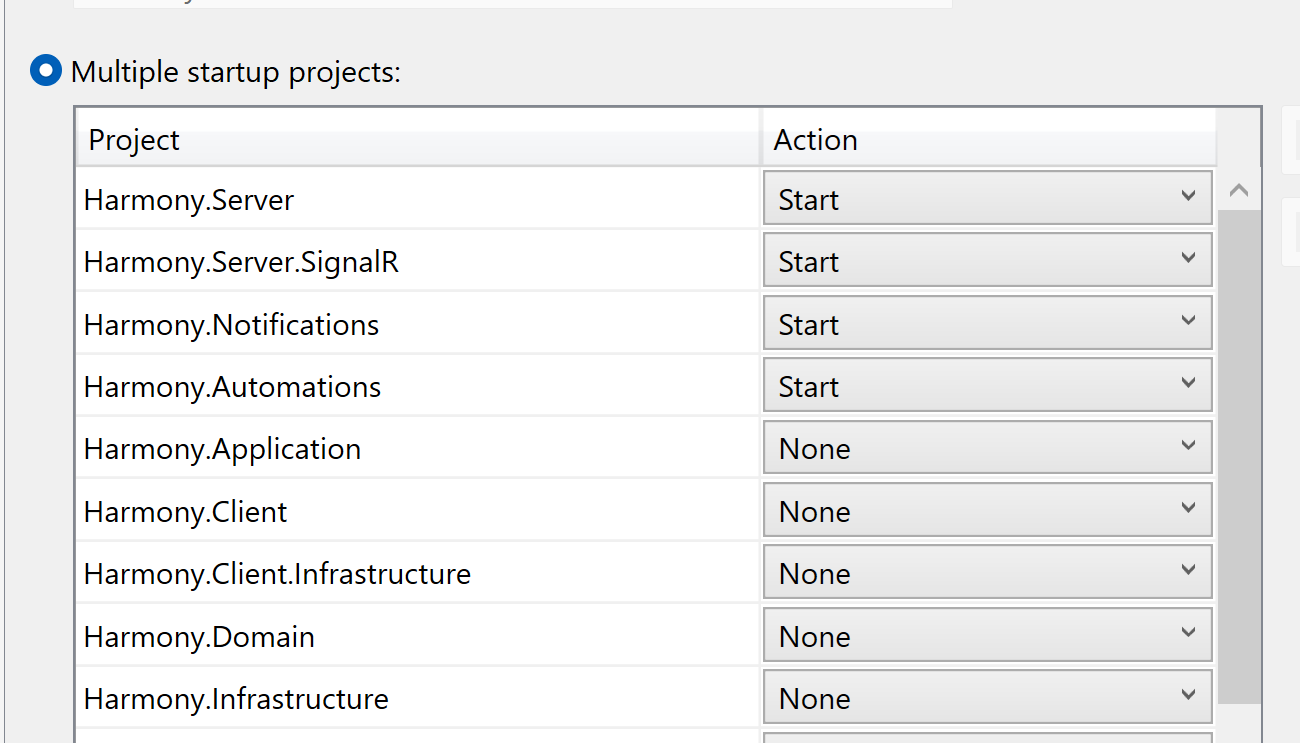 Multiple startup projects:
Project Action
Harmony.Server Start
Harmony.Server.SignalR Start
Harmony.Notifications Start
Harmony.Automations Start
Harmony.Application None
Harmony.Client None
Harmony.Client.Infrastructure None
Harmony.Domain None
Harmony.Infrastructure None